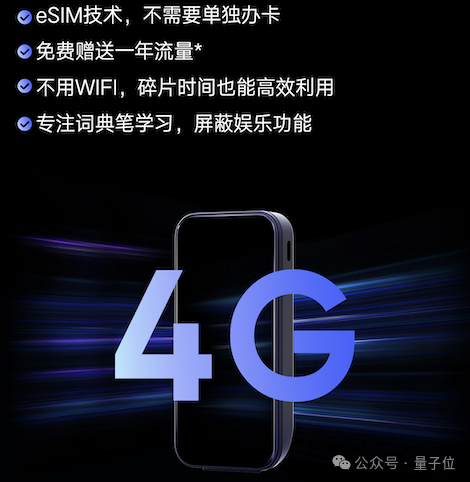 eSIM技术，不需要单独办卡
免费赠送一年流量*
不用WIFI，碎片时间也能高效利用
专注词典笔学习，屏蔽娱乐功能
4G
公众号·量子位